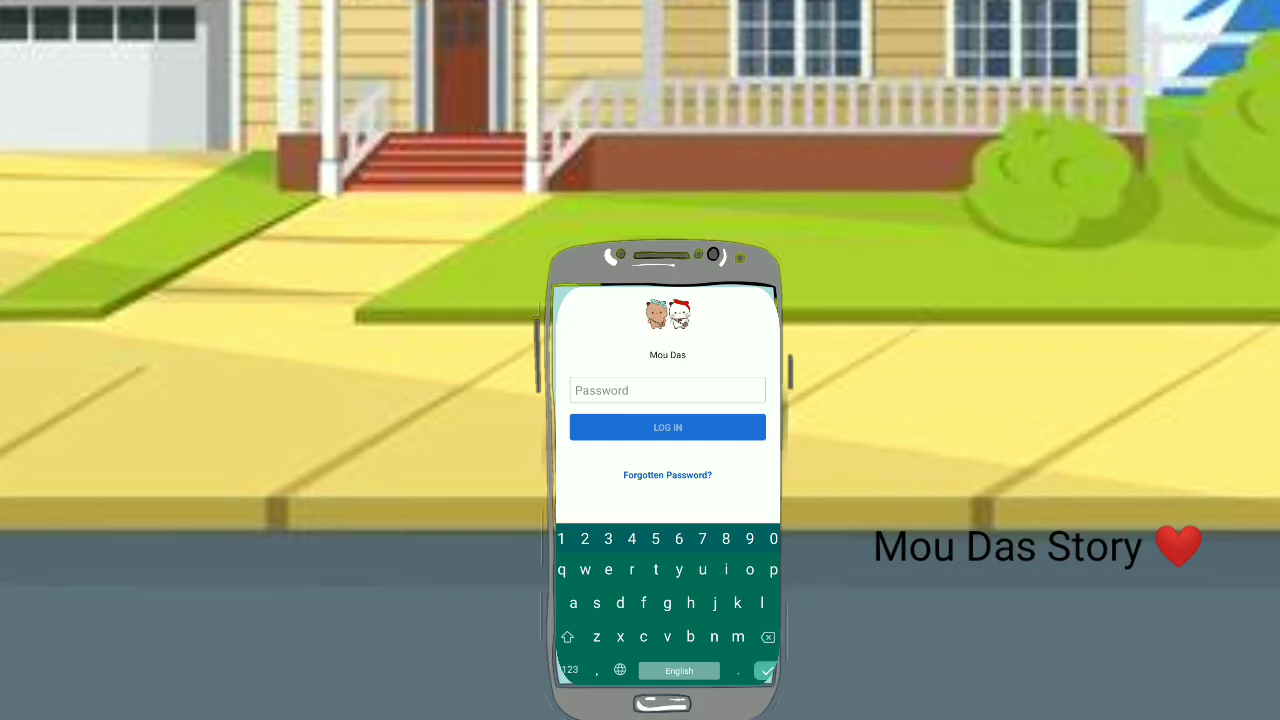 Mou Das
Password
LOG IN
Forgotten Password?
1 2 3 4 5 6 7 8 9 0
q w e r t y u i o p
a s d f g h j k l
z x c v b n m
123 , English .
Mou Das Story ❤️